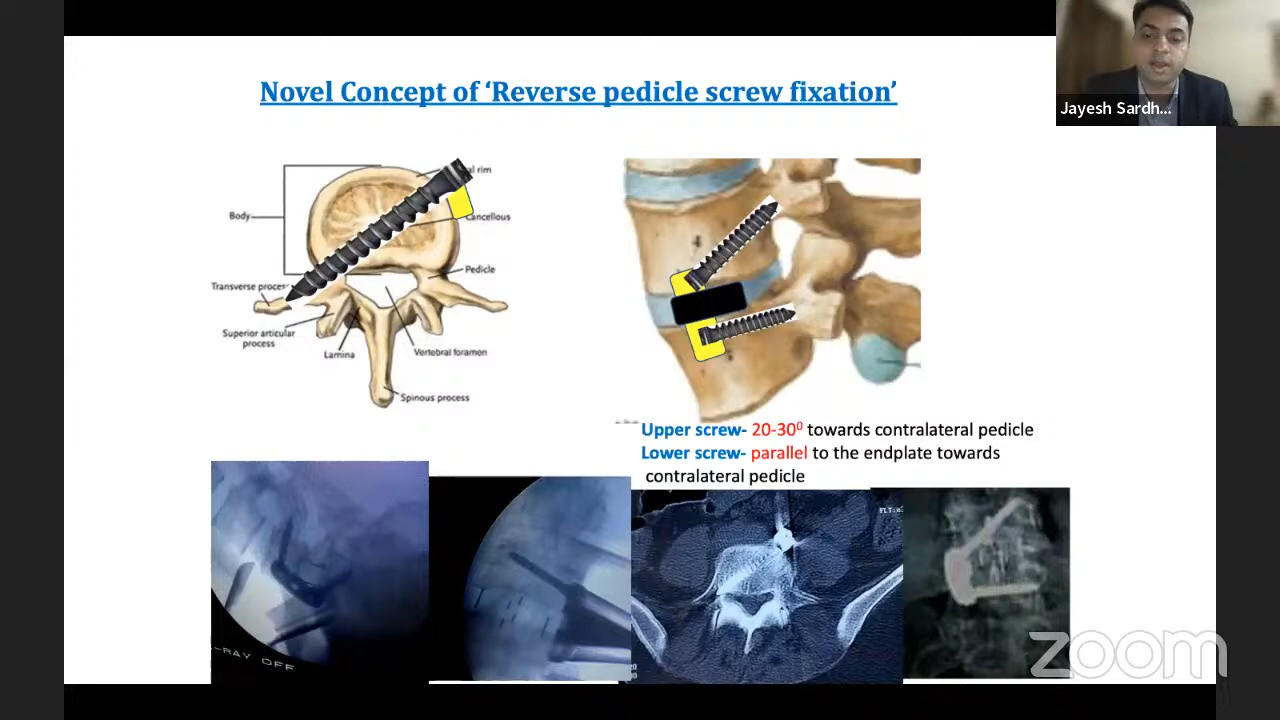 Jayesh Sardh...
Novel Concept of ‘Reverse pedicle screw fixation’
rim
Body
Cancellous
Pedicle
Transverse process
Superior articular
process
Lamina
Vertebral foramen
Spinous process
Upper screw- 20-30⁰ towards contralateral pedicle
Lower screw- parallel to the endplate towards
contralateral pedicle
-RAY OFF
zoom